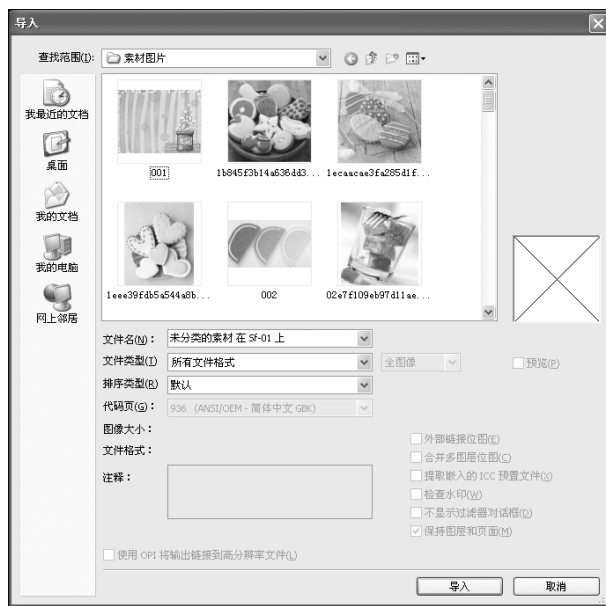 导入
查找范围(I): 素材图片
我最近的文档
桌面
我的文档
我的电脑
网上邻居
001 1b845f3b14a636dd3... 1ecaacae3fa285d1f...
1eee39fdb5a544a8b... 002 02e7f109eb97d11ae...
文件名(N): 未分类的素材 在 Sf-01 上
文件类型(T) 所有文件格式 全图像 预览(P)
排序类型(R) 默认
代码页(G): 936 (ANSI/OEM - 简体中文 GBK)
图像大小:
文件格式:
注释:
外部链接位图(E)
合并多图层位图(C)
提取嵌入的 ICC 预置文件(X)
检查水印(W)
不显示过滤器对话框(D)
保持图层和页面(M)
使用 OPI 将输出链接到高分辨率文件(L)
导入 取消